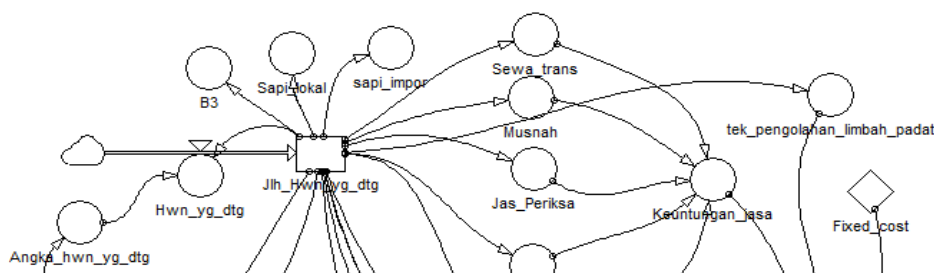 Sewa_trans
B3
Sapi_lokal
sapi_impor
Musnah
tek_pengolahan_limbah_padat
Jlh_Hwn_yg_dtg
Hwn_yg_dtg
Jas_Periksa
Keuntungan_jasa
Fixed_cost
Angka_hwn_yg_dtg